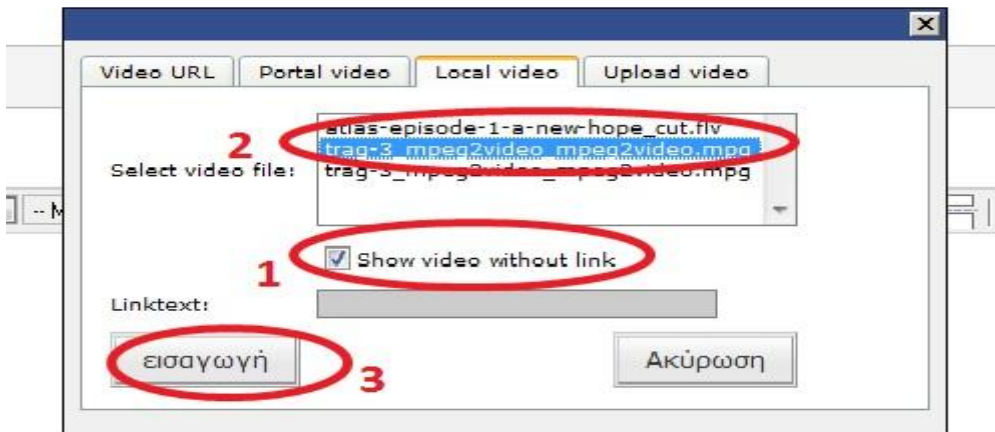 Video URL Portal video Local video Upload video
atlas-episode-1-a-new-hope_cut.flv
2 trag-3_mpeg2video_mpeg2video.mpg
Select video file: trag-3_mpeg2video_mpeg2video.mpg
-- M
1 Show video without link
Linktext:
εισαγωγή Ακύρωση
3